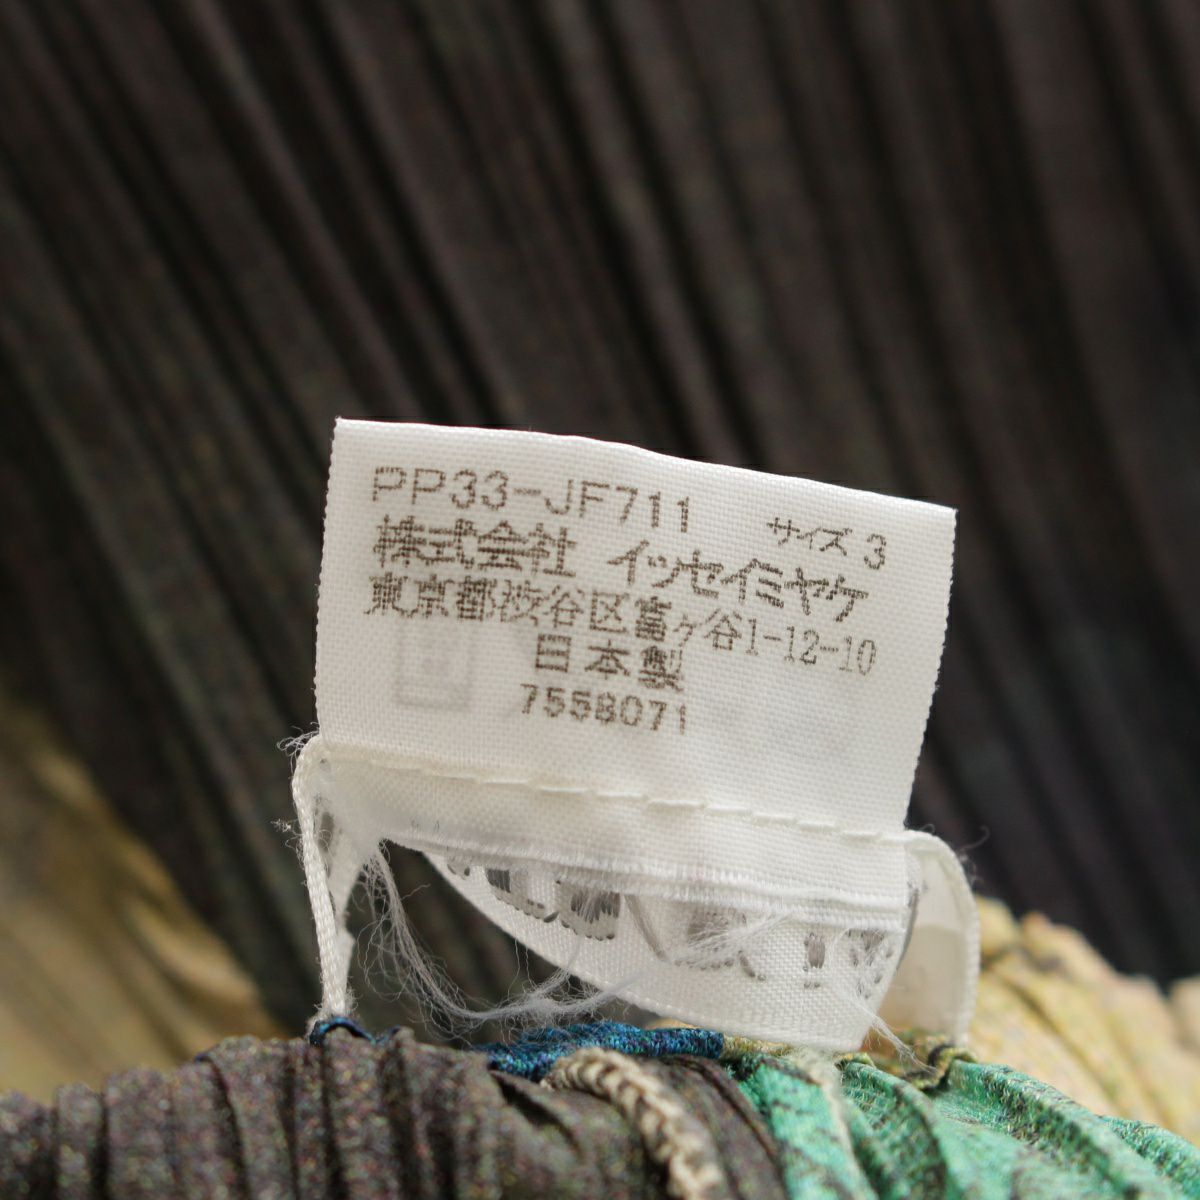 PP33-JF711 サイズ 3
株式会社 イッセイミヤケ
東京都渋谷区富ヶ谷1-12-10
日本製
7558071